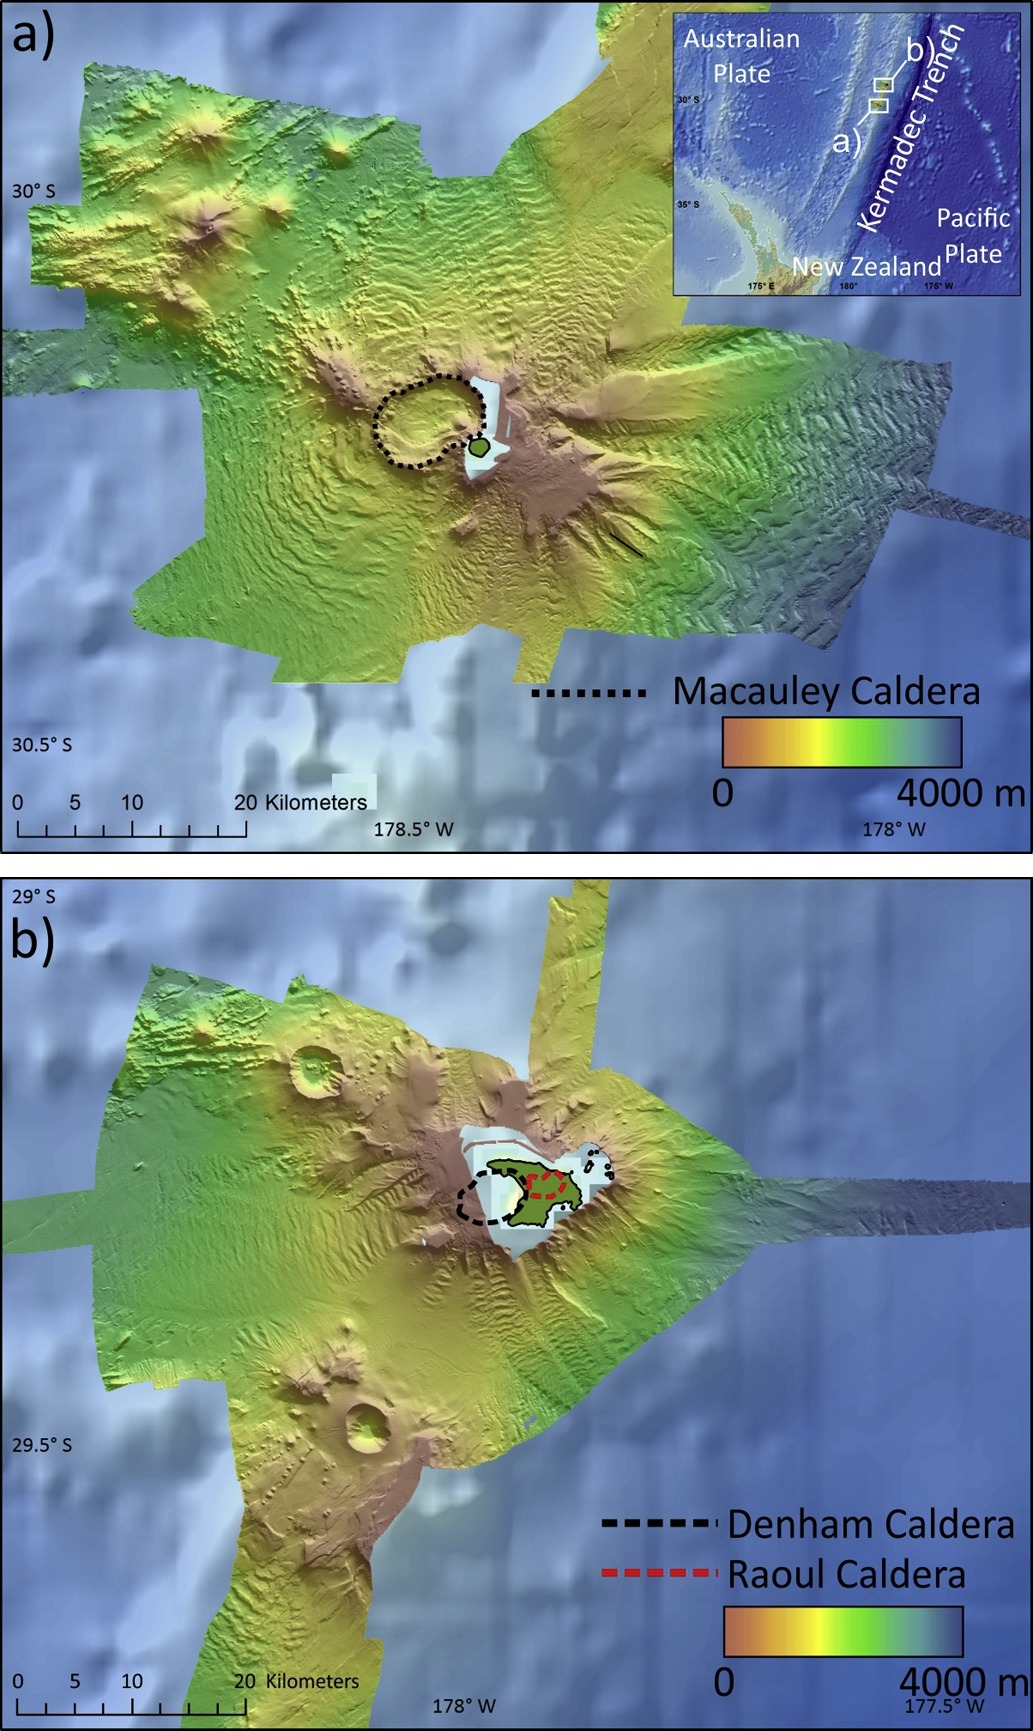 a)
Australian
Plate
b)
30° S
a)
Kermadec Trench
35° S
Pacific
Plate
New Zealand
175° E
180°
175° W
30° S
Macauley Caldera
30.5° S
0
4000 m
0 5 10 20 Kilometers
178.5° W
178° W
29° S
b)
29.5° S
Denham Caldera
Raoul Caldera
0
4000 m
0 5 10 20 Kilometers
178° W
177.5° W